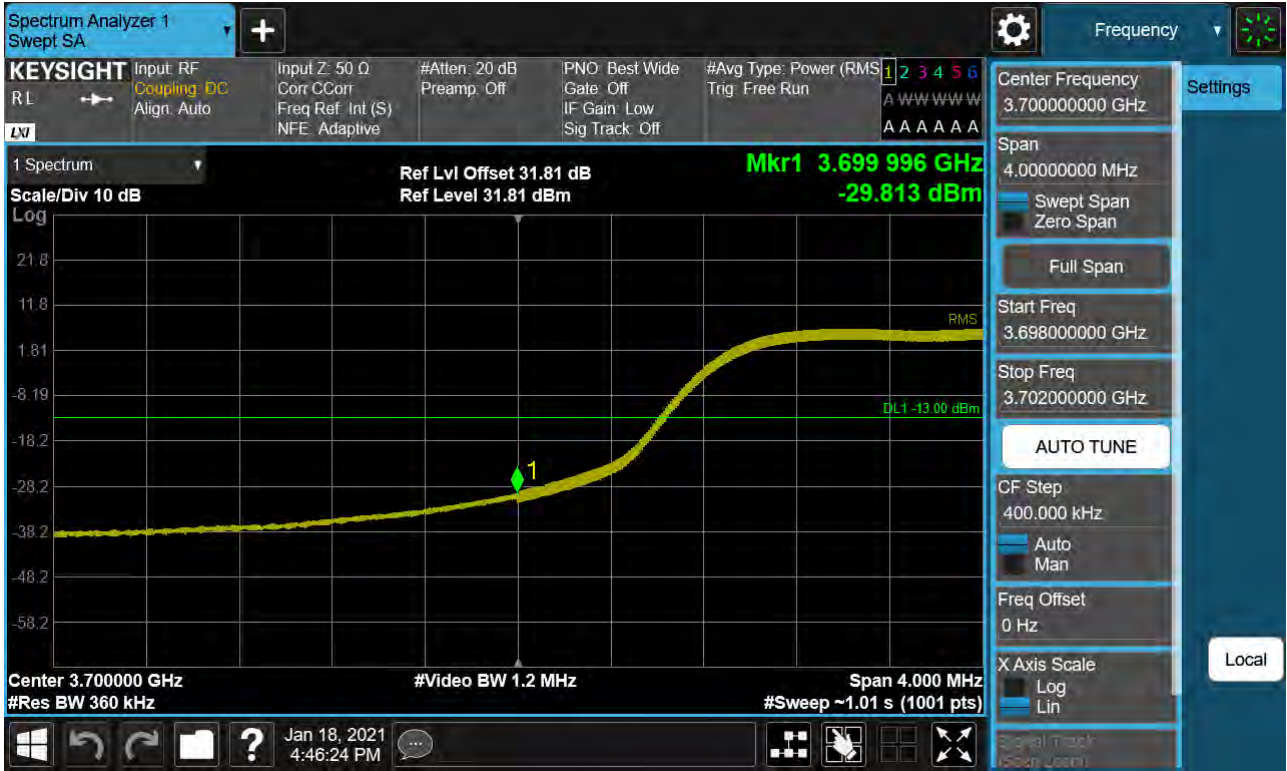 Spectrum Analyzer 1
Swept SA
+
Frequency
KEYSIGHT
RL
LXI
Input: RF
Coupling: DC
Align: Auto
Input Z: 50 Ω
Corr CCorr
Freq Ref: Int (S)
NFE: Adaptive
#Atten: 20 dB
Preamp: Off
PNO: Best Wide
Gate: Off
IF Gain: Low
Sig Track: Off
#Avg Type: Power (RMS
Trig: Free Run
1 2 3 4 5 6
A W W W W W
A A A A A A
1 Spectrum
Scale/Div 10 dB
Log
Ref Lvl Offset 31.81 dB
Ref Level 31.81 dBm
Mkr1 3.699 996 GHz
-29.813 dBm
21.8
11.8
1.81
-8.19
-18.2
-28.2
-38.2
-48.2
-58.2
RMS
DL1 -13.00 dBm
1
Center 3.700000 GHz
#Res BW 360 kHz
#Video BW 1.2 MHz
Span 4.000 MHz
#Sweep ~1.01 s (1001 pts)
Center Frequency
3.700000000 GHz
Span
4.00000000 MHz
Swept Span
Zero Span
Full Span
Start Freq
3.698000000 GHz
Stop Freq
3.702000000 GHz
AUTO TUNE
CF Step
400.000 kHz
Auto
Man
Freq Offset
0 Hz
X Axis Scale
Log
Lin
Signal Track
(Span Zoom)
Settings
Local
?
Jan 18, 2021
4:46:24 PM